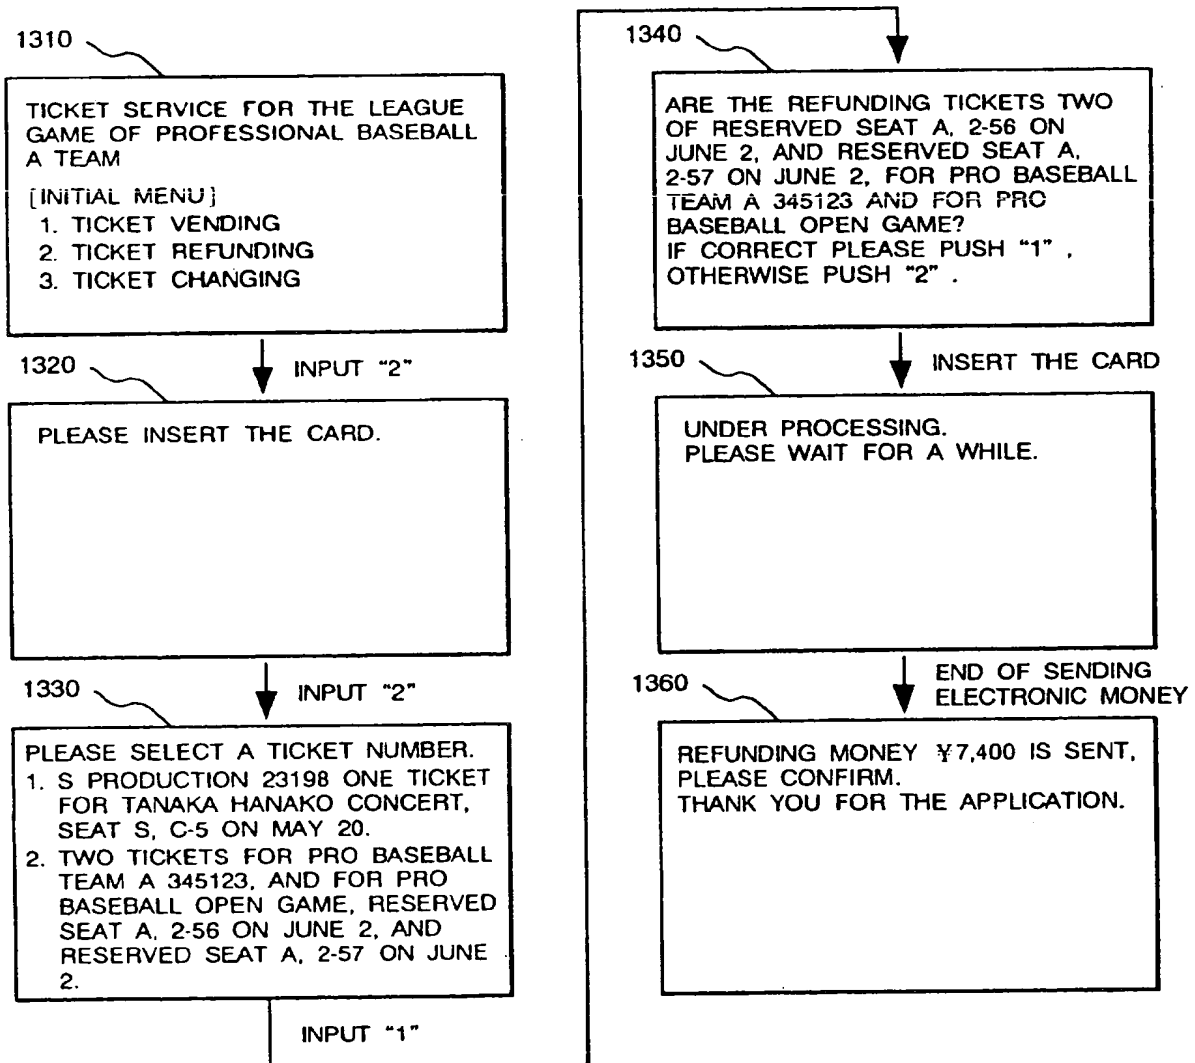 1310
TICKET SERVICE FOR THE LEAGUE
GAME OF PROFESSIONAL BASEBALL
A TEAM
[INITIAL MENU]
1. TICKET VENDING
2. TICKET REFUNDING
3. TICKET CHANGING
INPUT "2"
1320
PLEASE INSERT THE CARD.
INPUT "2"
1330
PLEASE SELECT A TICKET NUMBER.
1. S PRODUCTION 23198 ONE TICKET
FOR TANAKA HANAKO CONCERT,
SEAT S, C-5 ON MAY 20.
2. TWO TICKETS FOR PRO BASEBALL
TEAM A 345123, AND FOR PRO
BASEBALL OPEN GAME, RESERVED
SEAT A, 2-56 ON JUNE 2, AND
RESERVED SEAT A, 2-57 ON JUNE
2.
INPUT "1"
1340
ARE THE REFUNDING TICKETS TWO
OF RESERVED SEAT A, 2-56 ON
JUNE 2, AND RESERVED SEAT A,
2-57 ON JUNE 2, FOR PRO BASEBALL
TEAM A 345123 AND FOR PRO
BASEBALL OPEN GAME?
IF CORRECT PLEASE PUSH "1" ,
OTHERWISE PUSH "2" .
INSERT THE CARD
1350
UNDER PROCESSING.
PLEASE WAIT FOR A WHILE.
END OF SENDING
ELECTRONIC MONEY
1360
REFUNDING MONEY ¥7,400 IS SENT,
PLEASE CONFIRM.
THANK YOU FOR THE APPLICATION.